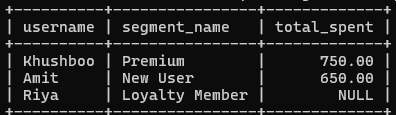 +----------+----------------+-------------+
| username | segment_name   | total_spent |
+----------+----------------+-------------+
| Khushboo | Premium        |      750.00 |
| Amit     | New User       |      650.00 |
| Riya     | Loyalty Member |        NULL |
+----------+----------------+-------------+